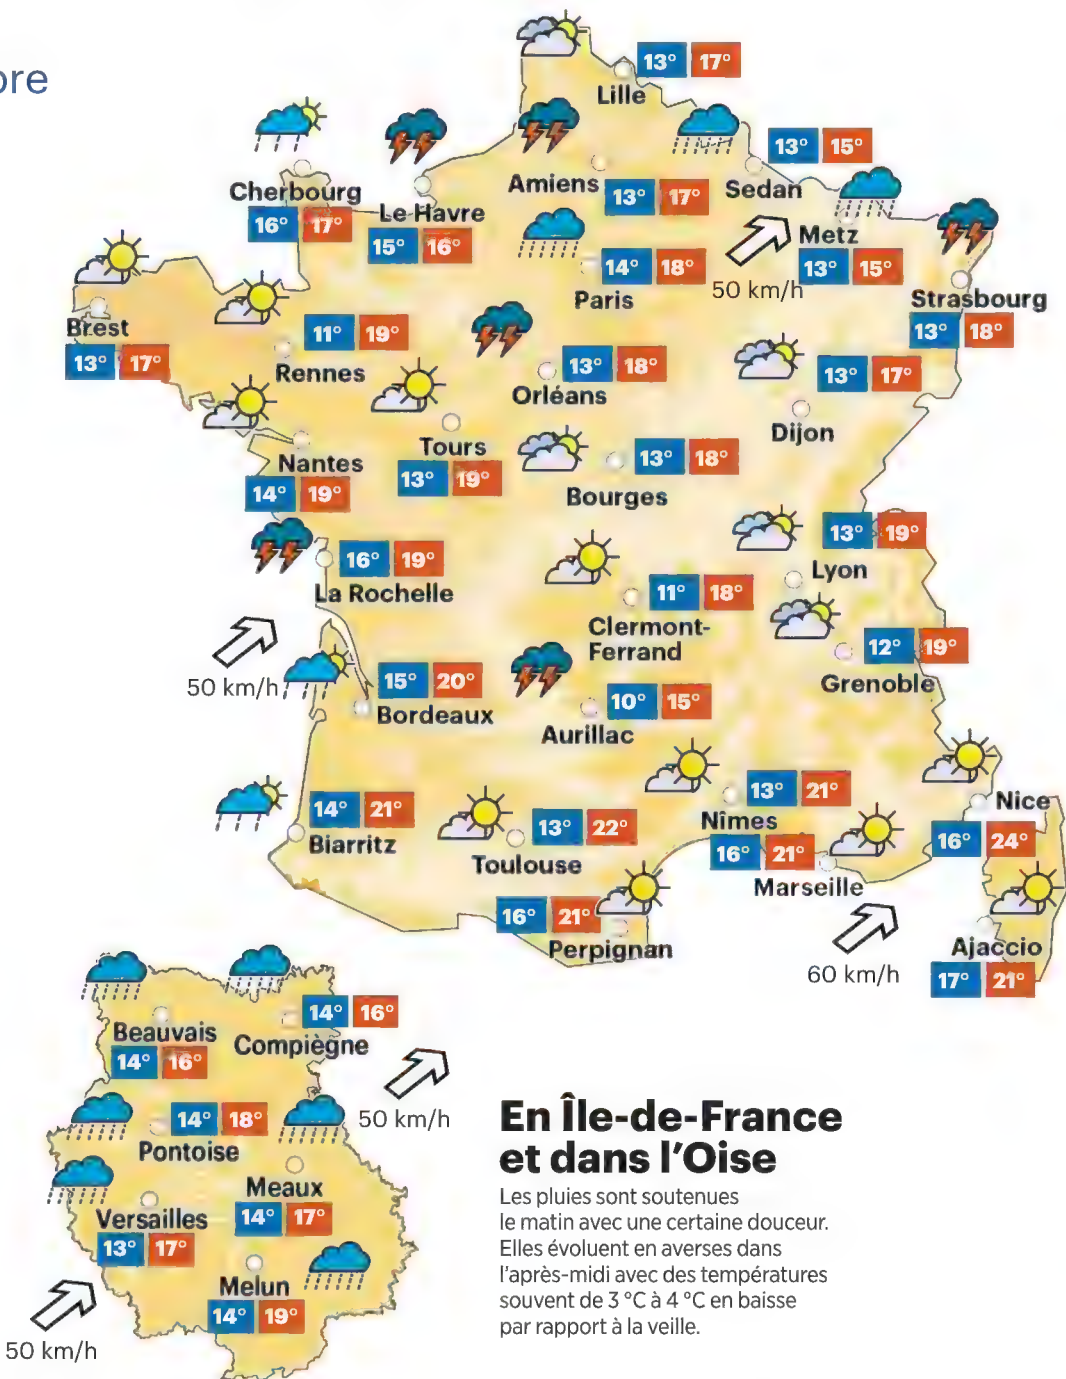 13° 17°
Lille
Cherbourg
16° 17°
Le Havre
15° 16°
Amiens
13° 17°
Sedan
13° 15°
Metz
13° 15°
50 km/h
Paris
14° 18°
Strasbourg
13° 18°
Brest
13° 17°
11° 19°
Rennes
13° 18°
Orléans
13° 17°
Dijon
Nantes
14° 19°
Tours
13° 19°
13° 18°
Bourges
16° 19°
La Rochelle
13° 19°
Lyon
11° 18°
Clermont-
Ferrand
12° 19°
Grenoble
50 km/h
15° 20°
Bordeaux
10° 15°
Aurillac
14° 21°
Biarritz
13° 22°
Toulouse
13° 21°
Nîmes
16° 21°
Marseille
Nice
16° 24°
16° 21°
Perpignan
60 km/h
Ajaccio
17° 21°
Beauvais
14° 16°
14° 16°
Compiègne
50 km/h
14° 18°
Pontoise
Meaux
14° 17°
Versailles
13° 17°
Melun
14° 19°
50 km/h
En Île-de-France
et dans l'Oise
Les pluies sont soutenues
le matin avec une certaine douceur.
Elles évoluent en averses dans
l'après-midi avec des températures
souvent de 3 °C à 4 °C en baisse
par rapport à la veille.